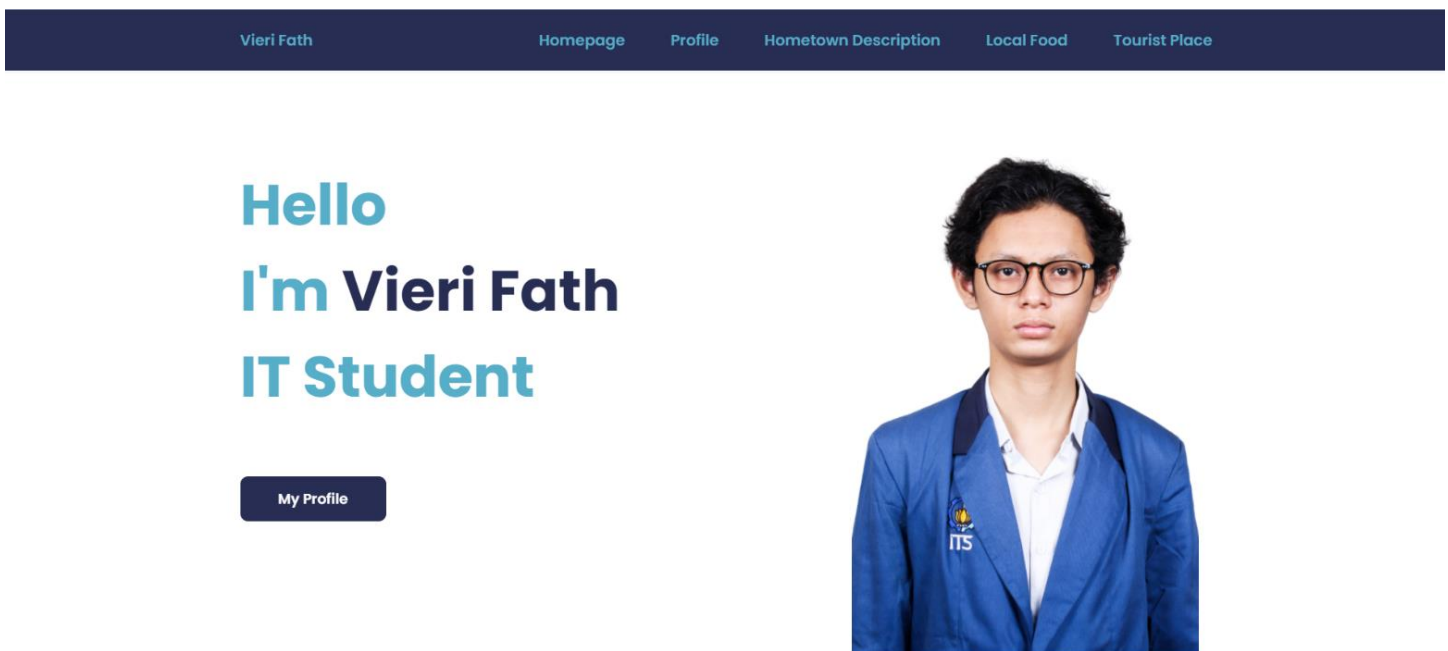 Vieri Fath Homepage Profile Hometown Description Local Food Tourist Place
Hello
I'm Vieri Fath
IT Student
My Profile
ITS